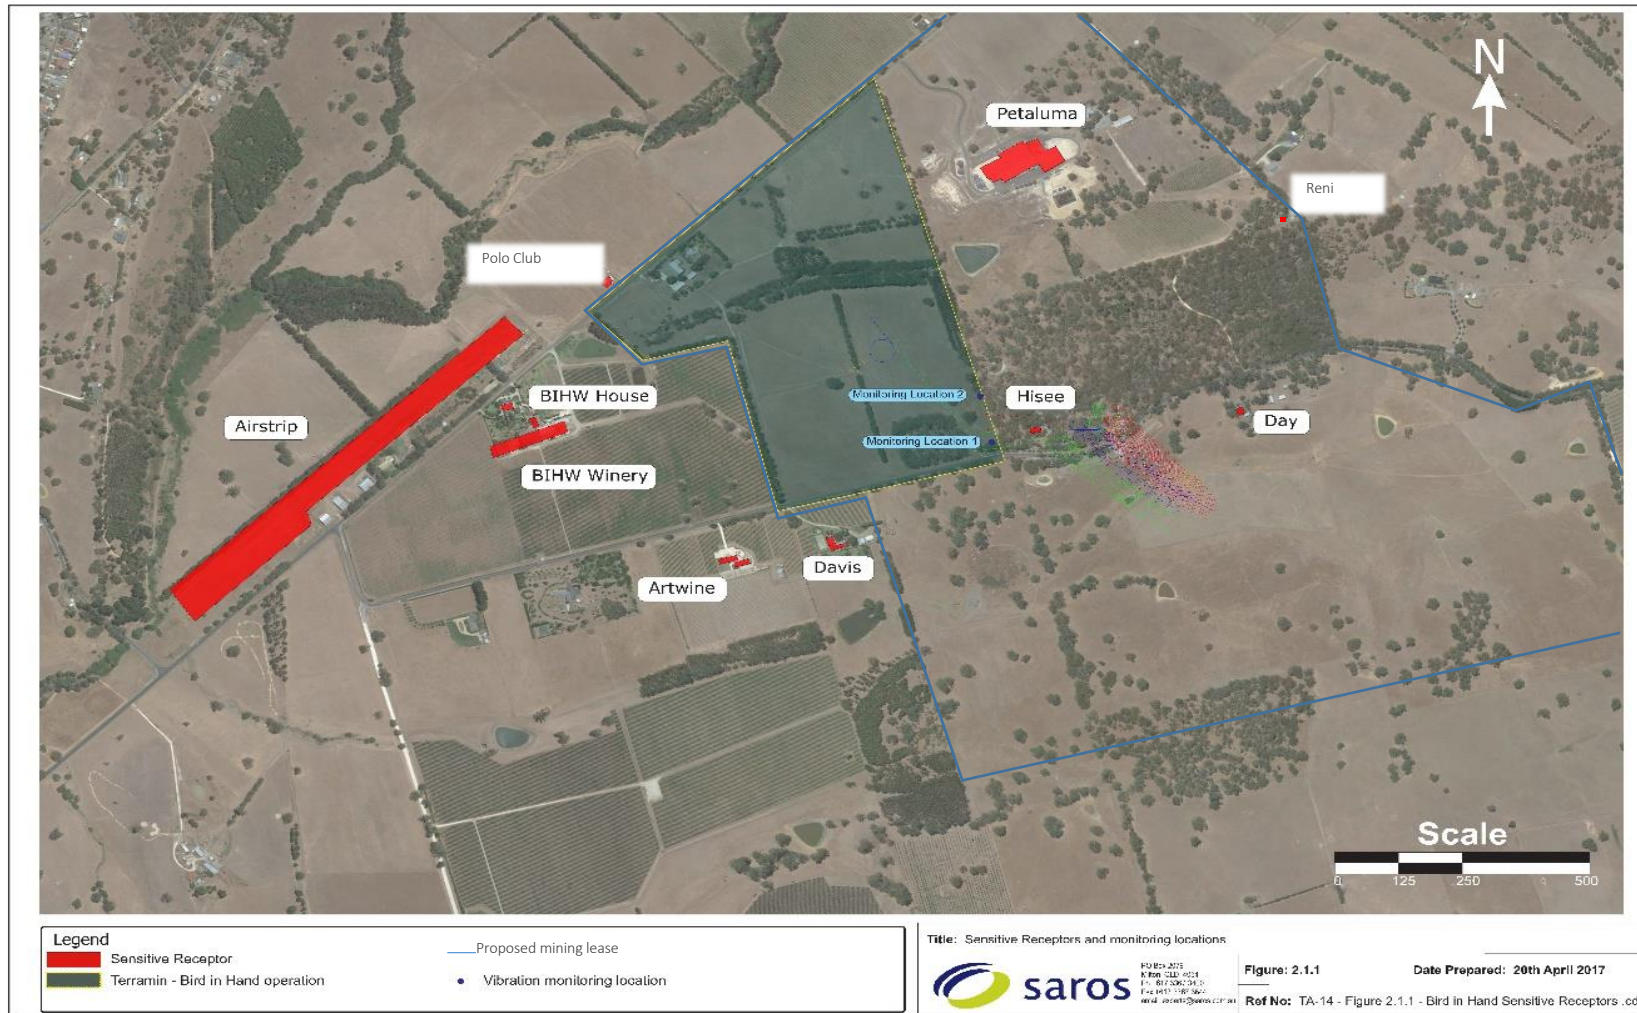 N
Petaluma
Reni
Polo Club
BIHW House
Monitoring Location 2
Hisee
Airstrip
Day
Monitoring Location 1
BIHW Winery
Davis
Artwine
Scale
0 125 250 500
Legend
Sensitive Receptor
Proposed mining lease
Terramin - Bird in Hand operation
Vibration monitoring location
Title: Sensitive Receptors and monitoring locations
saros
Figure: 2.1.1
Date Prepared: 20th April 2017
Ref No: TA-14 - Figure 2.1.1 - Bird in Hand Sensitive Receptors .cd